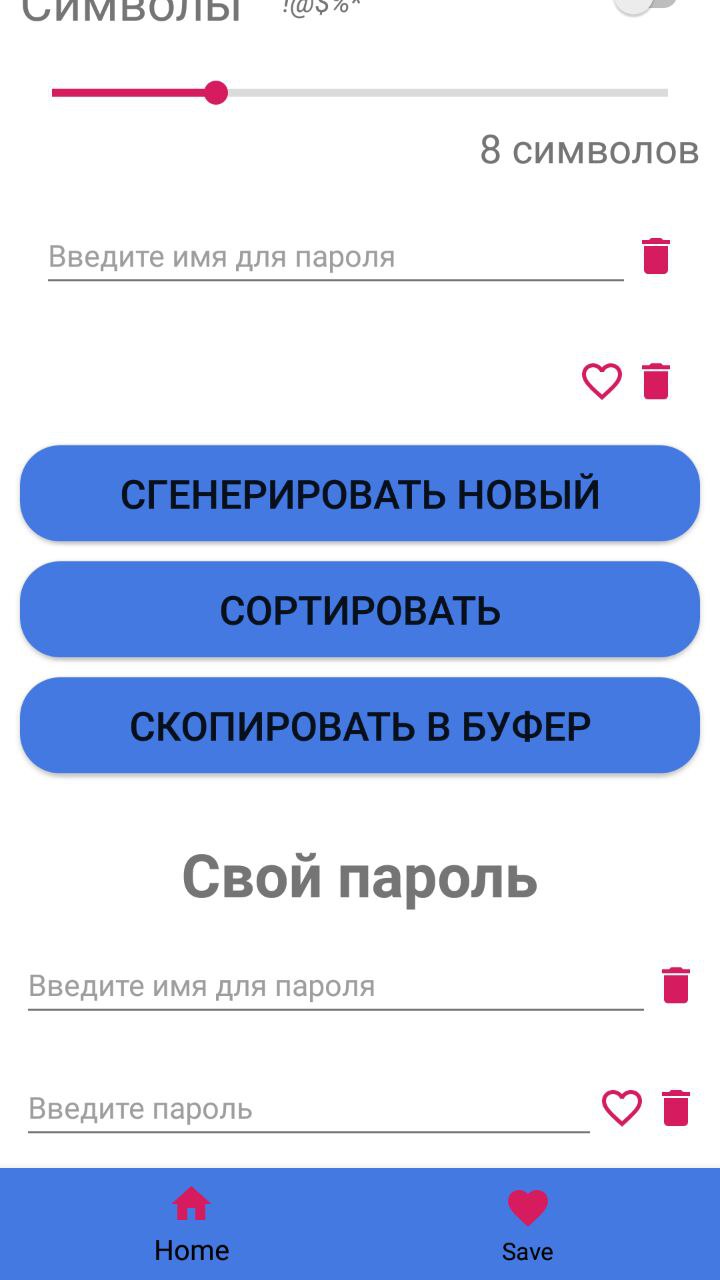 Символы !@$%^
8 символов
Введите имя для пароля
СГЕНЕРИРОВАТЬ НОВЫЙ
СОРТИРОВАТЬ
СКОПИРОВАТЬ В БУФЕР
Свой пароль
Введите имя для пароля
Введите пароль
Home Save